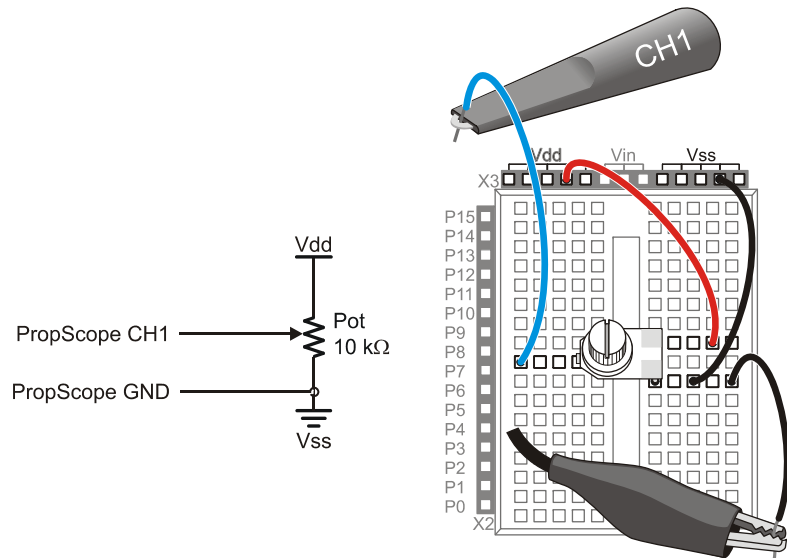 Vdd
PropScope CH1
Pot
10 kΩ
PropScope GND
Vss
CH1
Vdd
Vin
Vss
X3
P15
P14
P13
P12
P11
P10
P9
P8
P7
P6
P5
P4
P3
P2
P1
P0
X2